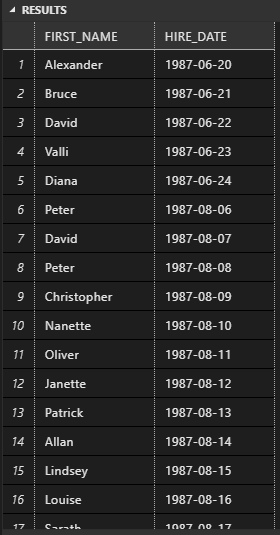 RESULTS
FIRST_NAME HIRE_DATE
1 Alexander 1987-06-20
2 Bruce 1987-06-21
3 David 1987-06-22
4 Valli 1987-06-23
5 Diana 1987-06-24
6 Peter 1987-08-06
7 David 1987-08-07
8 Peter 1987-08-08
9 Christopher 1987-08-09
10 Nanette 1987-08-10
11 Oliver 1987-08-11
12 Janette 1987-08-12
13 Patrick 1987-08-13
14 Allan 1987-08-14
15 Lindsey 1987-08-15
16 Louise 1987-08-16
17 Sarath 1987-08-17